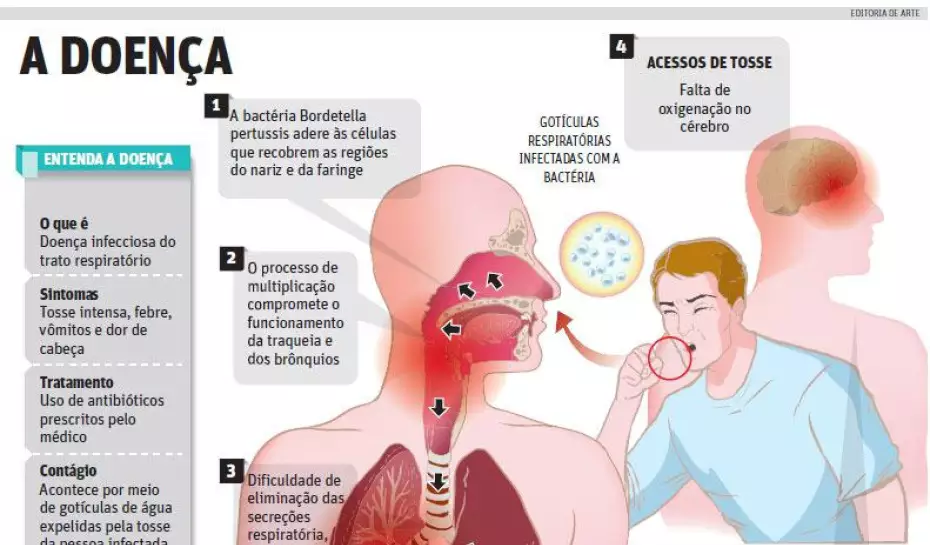 EDITORIA DE ARTE
A DOENÇA
ENTENDA A DOENÇA
O que é
Doença infecciosa do
trato respiratório
Sintomas
Tosse intensa, febre,
vômitos e dor de
cabeça
Tratamento
Uso de antibióticos
prescritos pelo
médico
Contágio
Acontece por meio
de gotículas de água
expelidas pela tosse
da pessoa infectada
1
A bactéria Bordetella
pertussis adere às células
que recobrem as regiões
do nariz e da faringe
2
O processo de
multiplicação
compromete o
funcionamento
da traqueia e
dos brônquios
3
Dificuldade de
eliminação das
secreções
respiratória,
GOTÍCULAS
RESPIRATÓRIAS
INFECTADAS COM A
BACTÉRIA
4
ACESSOS DE TOSSE
Falta de
oxigenação no
cérebro